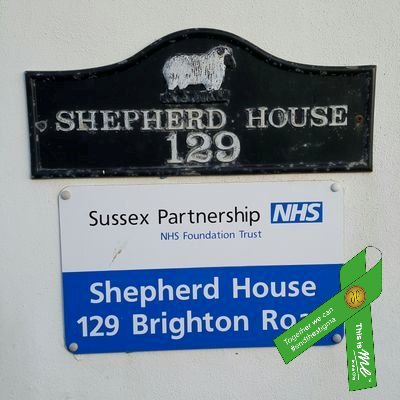 SHEPHERD HOUSE
129
Sussex Partnership NHS
NHS Foundation Trust
Shepherd House
129 Brighton Roa
Together we can
#endthestigma
This is me